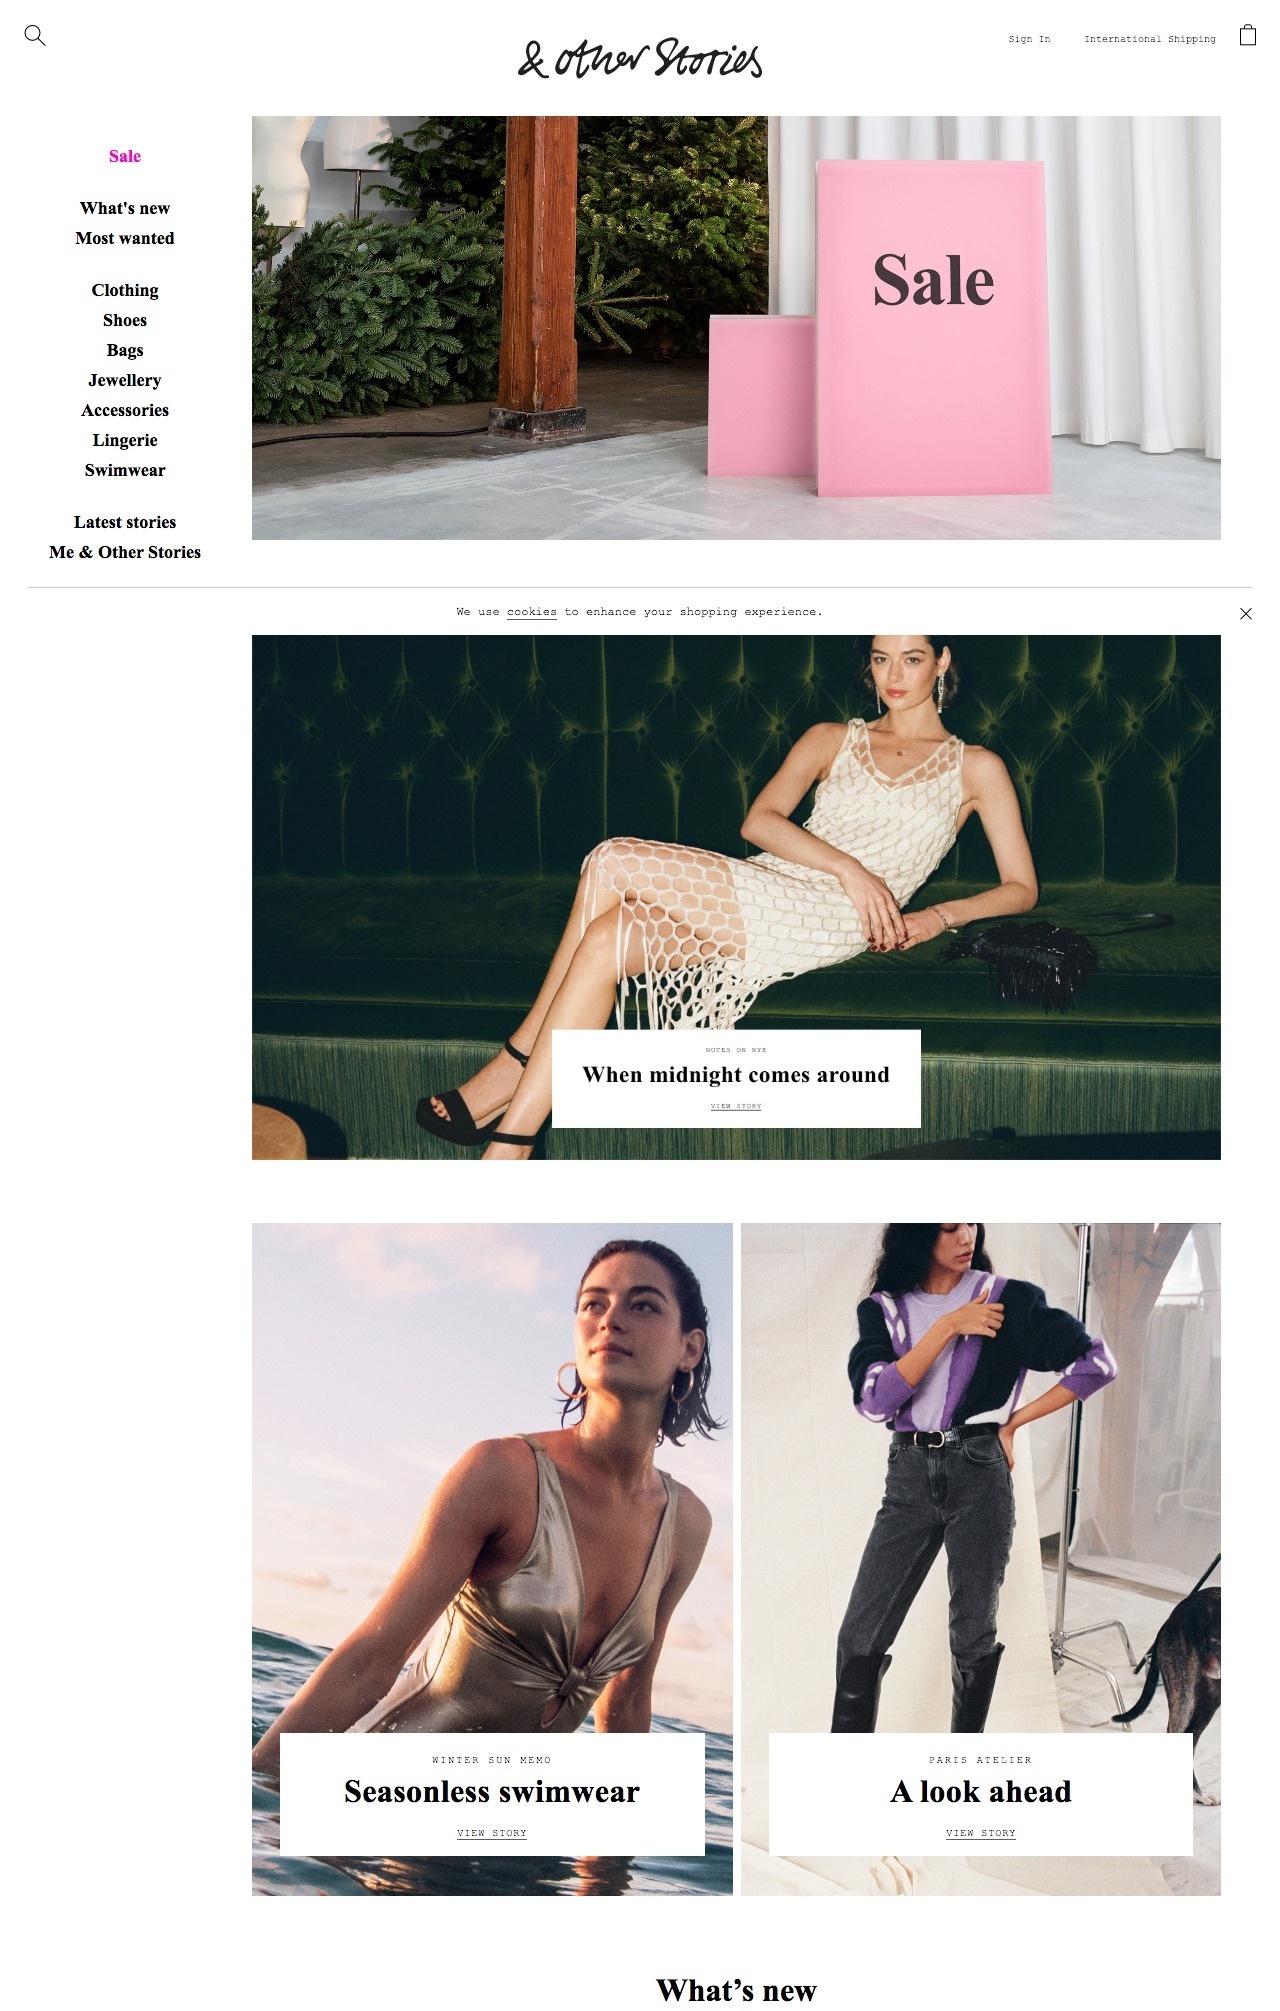 & other Stories
Sign In
International Shipping
Sale
What's new
Most wanted
Clothing
Shoes
Bags
Jewellery
Accessories
Lingerie
Swimwear
Latest stories
Me & Other Stories
Sale
We use cookies to enhance your shopping experience.
NOTES ON NYE
When midnight comes around
VIEW STORY
WINTER SUN MEMO
Seasonless swimwear
VIEW STORY
PARIS ATELIER
A look ahead
VIEW STORY
What’s new